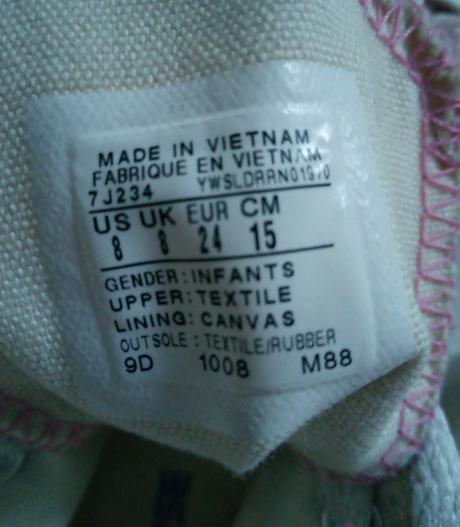 MADE IN VIETNAM
FABRIQUE EN VIETNAM
7J234 YWSLDRRN01970
US UK EUR CM
8 8 24 15
GENDER:INFANTS
UPPER:TEXTILE
LINING:CANVAS
OUTSOLE:TEXTILE/RUBBER
9D 1008 M88